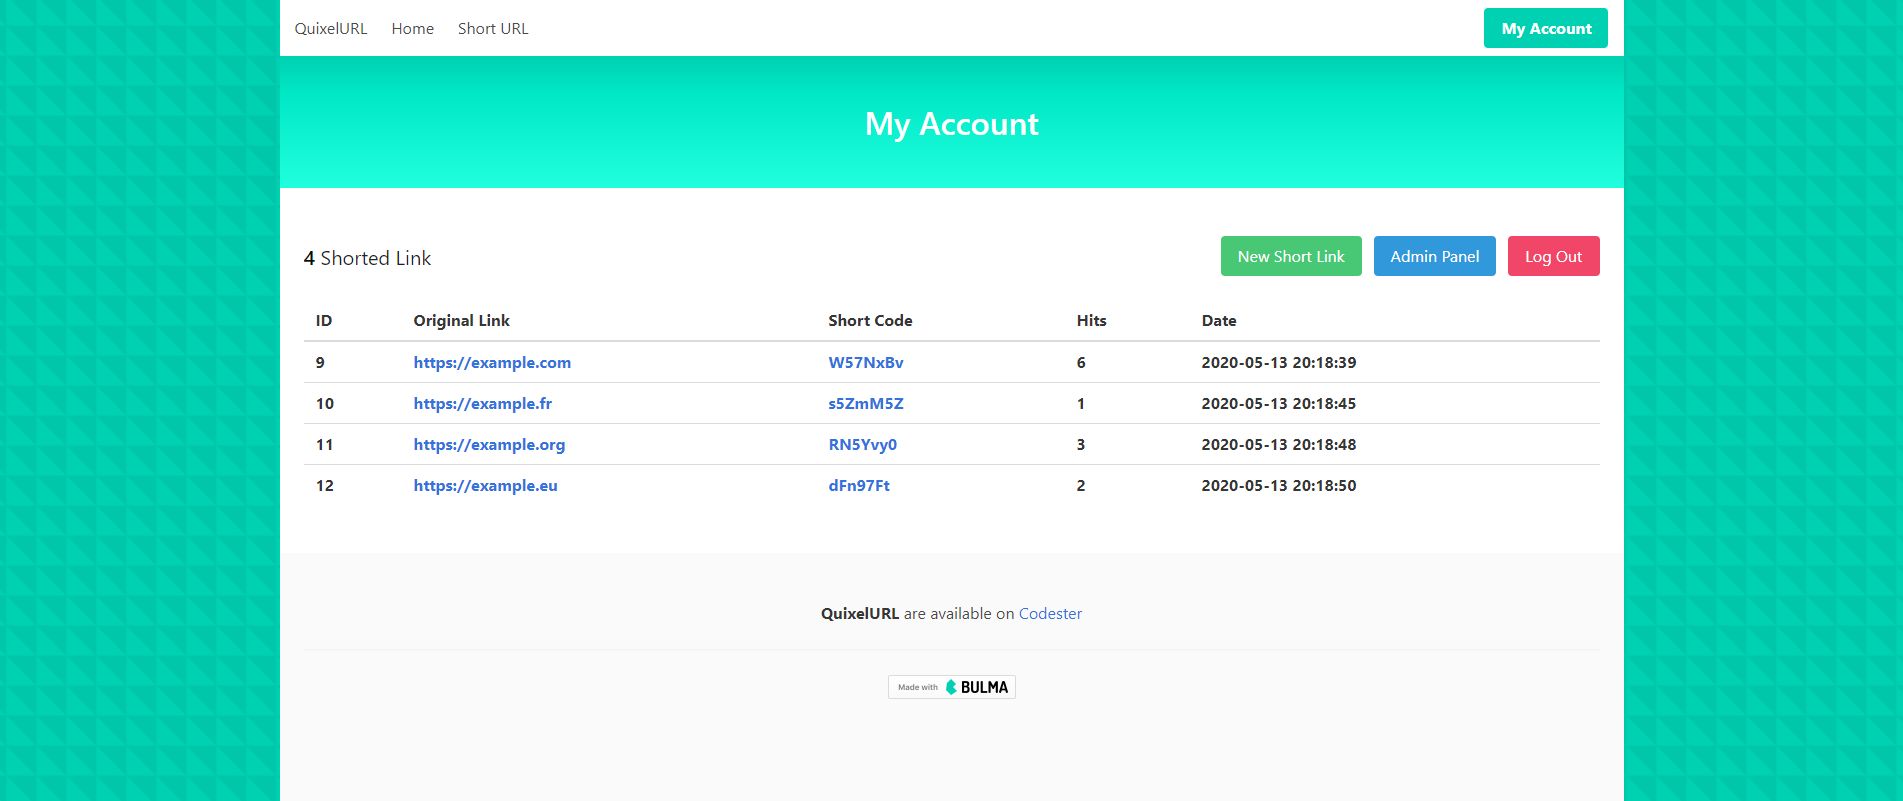 QuixelURL Home Short URL My Account
My Account
4 Shorted Link New Short Link Admin Panel Log Out
ID Original Link Short Code Hits Date
9 https://example.com W57NxBv 6 2020-05-13 20:18:39
10 https://example.fr s5ZmM5Z 1 2020-05-13 20:18:45
11 https://example.org RN5Yvy0 3 2020-05-13 20:18:48
12 https://example.eu dFn97Ft 2 2020-05-13 20:18:50
QuixelURL are available on Codester
Made with BULMA